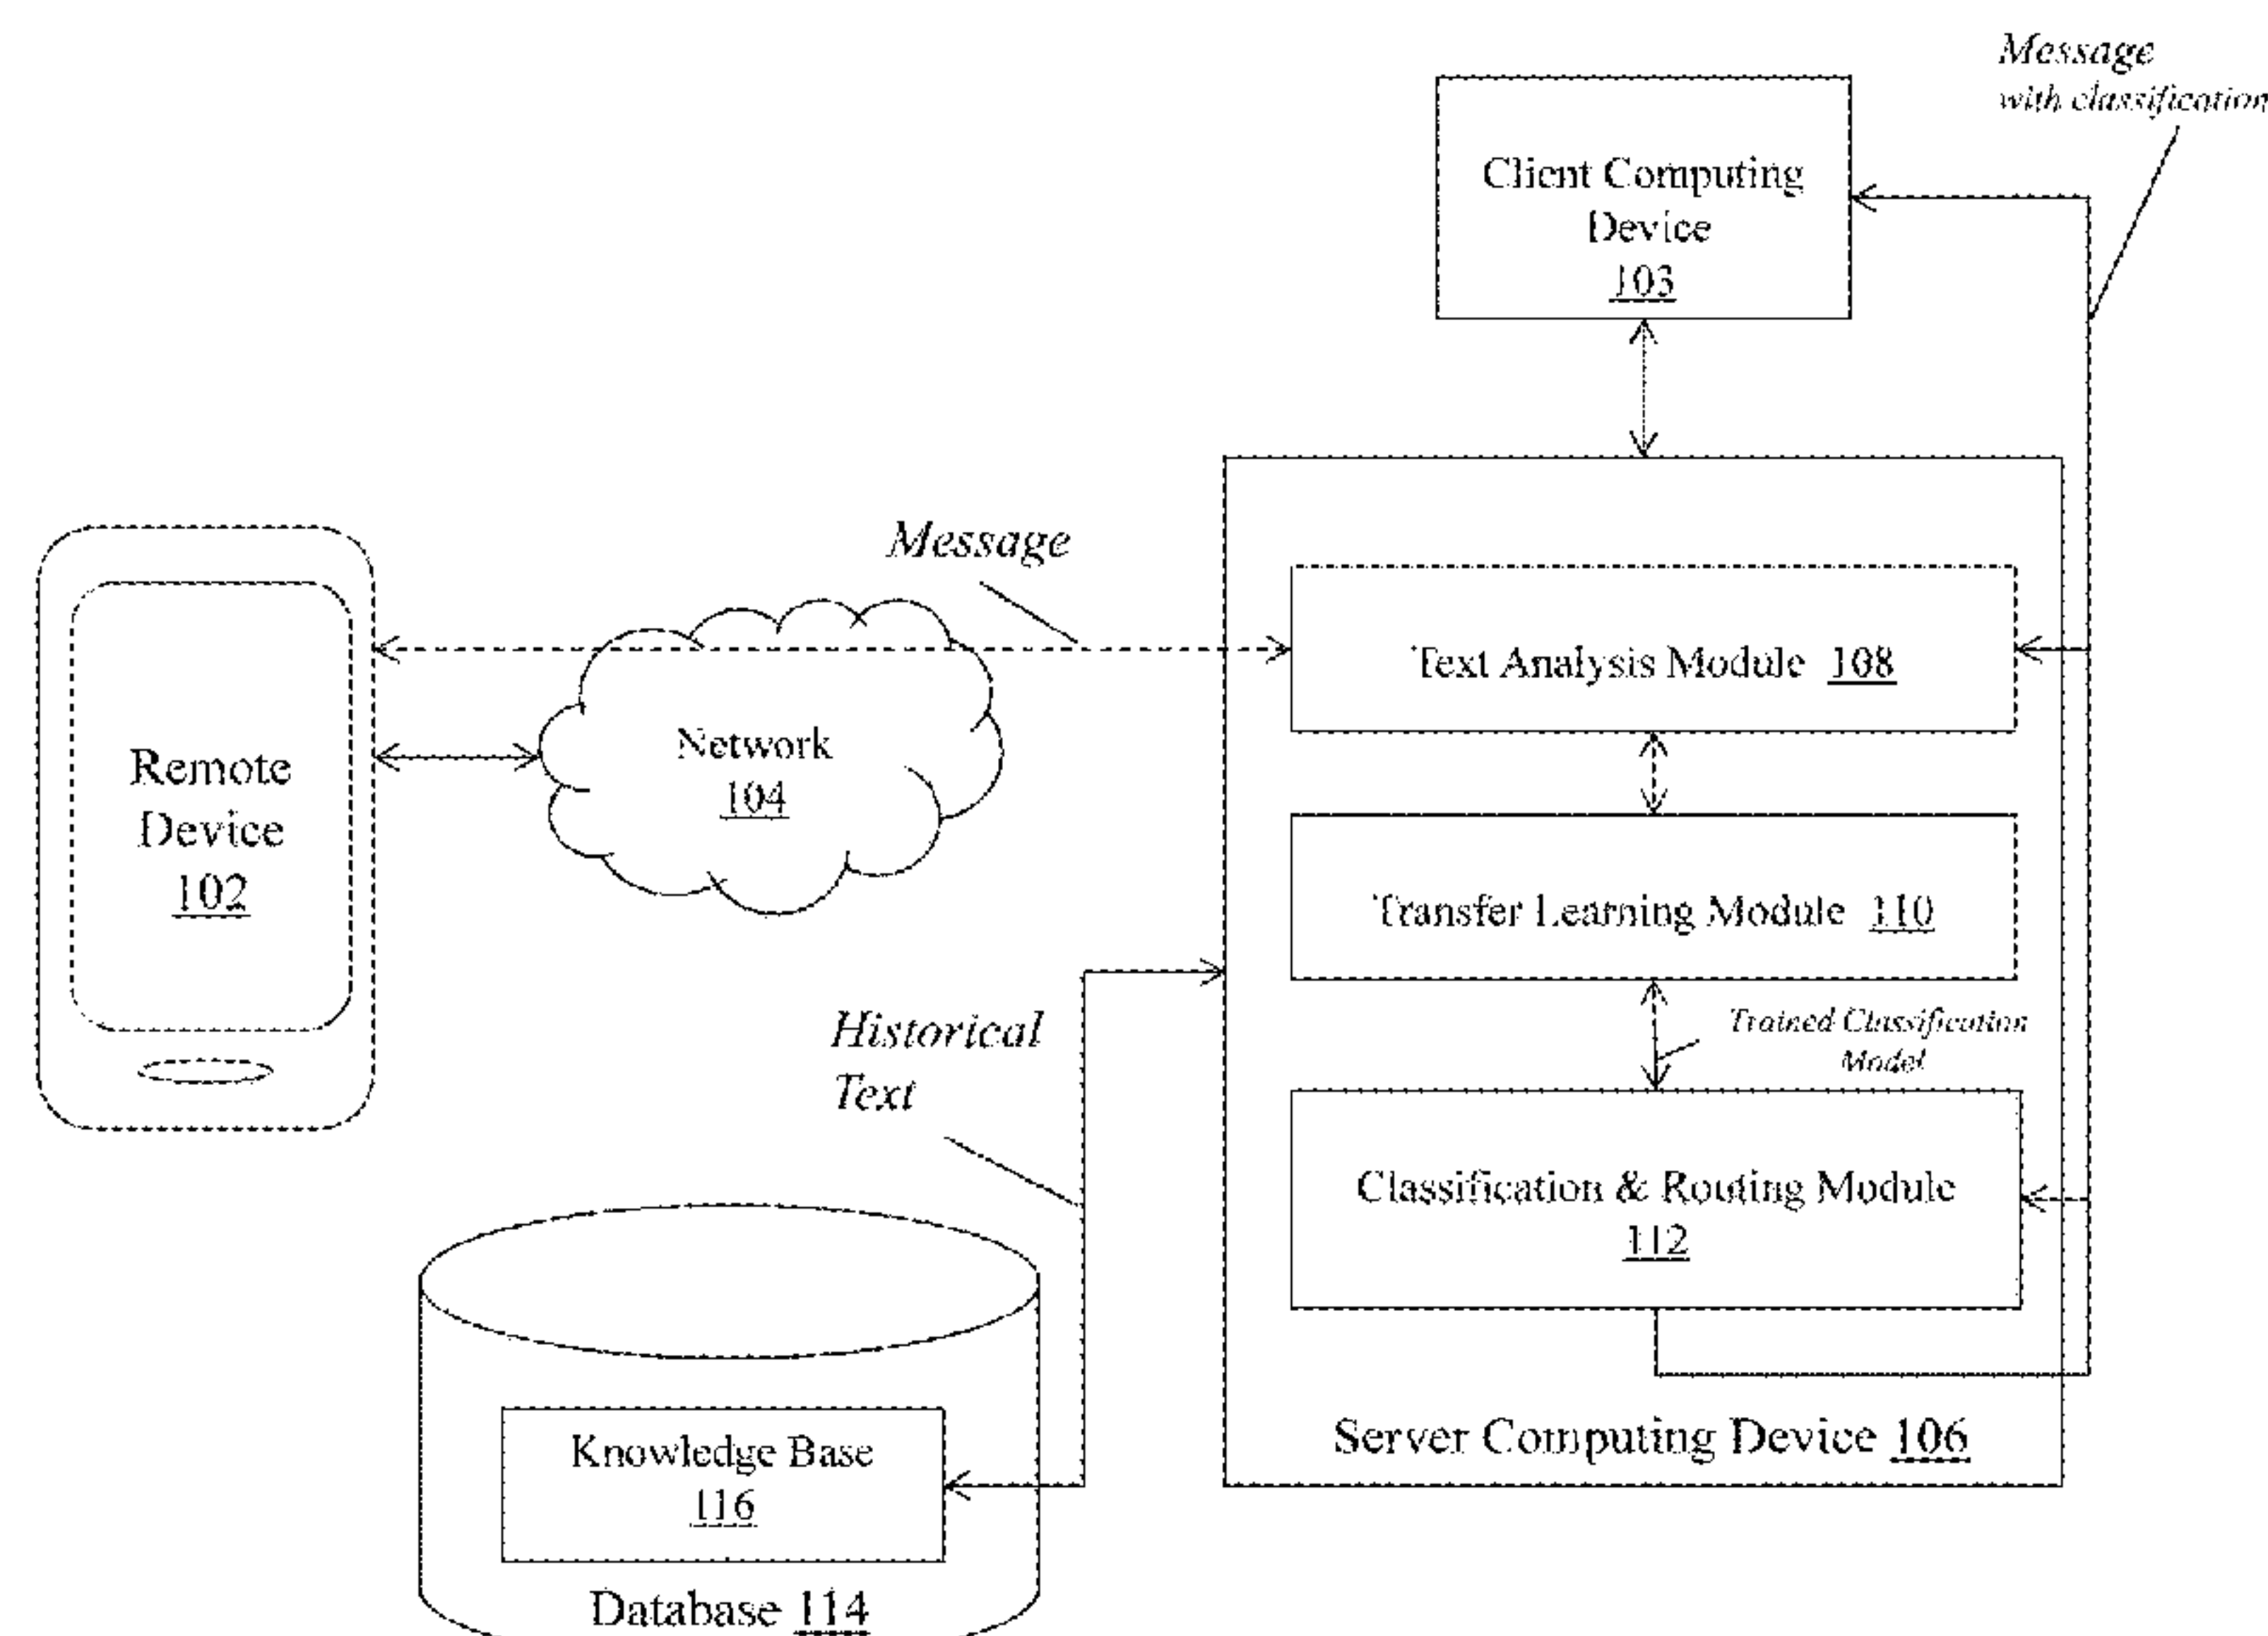 Message
with classification
Client Computing
Device
103
Message
Text Analysis Module 108
Network
104
Remote
Device
102
Transfer Learning Module 110
Historical
Text
Trained Classification
Model
Classification & Routing Module
112
Server Computing Device 106
Knowledge Base
116
Database 114